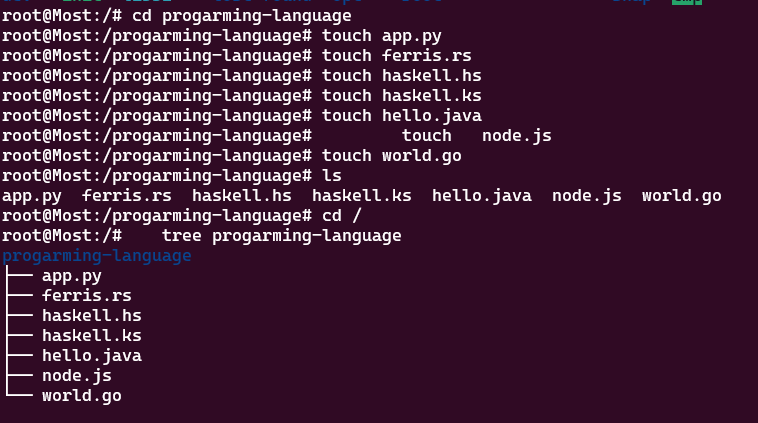 root@Most:/# cd progarming-language
root@Most:/progarming-language# touch app.py
root@Most:/progarming-language# touch ferris.rs
root@Most:/progarming-language# touch haskell.hs
root@Most:/progarming-language# touch haskell.ks
root@Most:/progarming-language# touch hello.java
root@Most:/progarming-language#         touch   node.js
root@Most:/progarming-language# touch world.go
root@Most:/progarming-language# ls
app.py  ferris.rs  haskell.hs  haskell.ks  hello.java  node.js  world.go
root@Most:/progarming-language# cd /
root@Most:/#    tree progarming-language
progarming-language
├── app.py
├── ferris.rs
├── haskell.hs
├── haskell.ks
├── hello.java
├── node.js
└── world.go